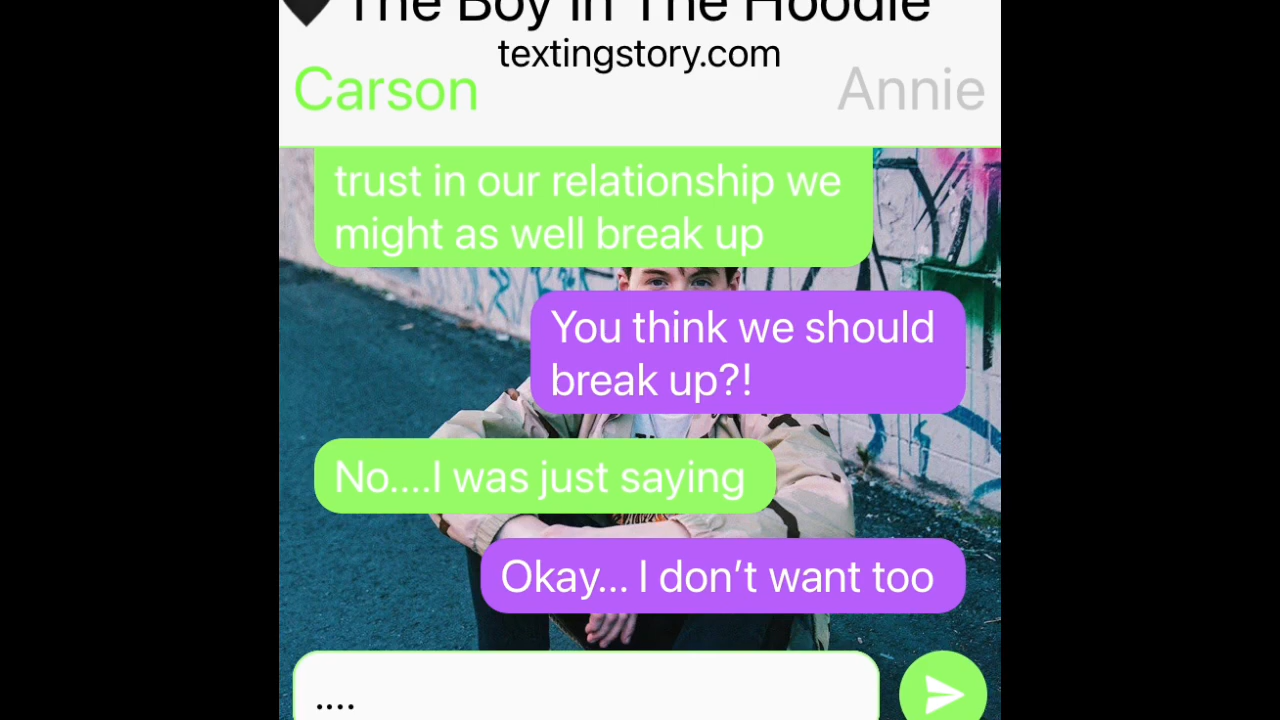 The Boy In The Hoodie
textingstory.com
Carson
Annie
trust in our relationship we
might as well break up
You think we should
break up?!
No....I was just saying
Okay... I don’t want too
....